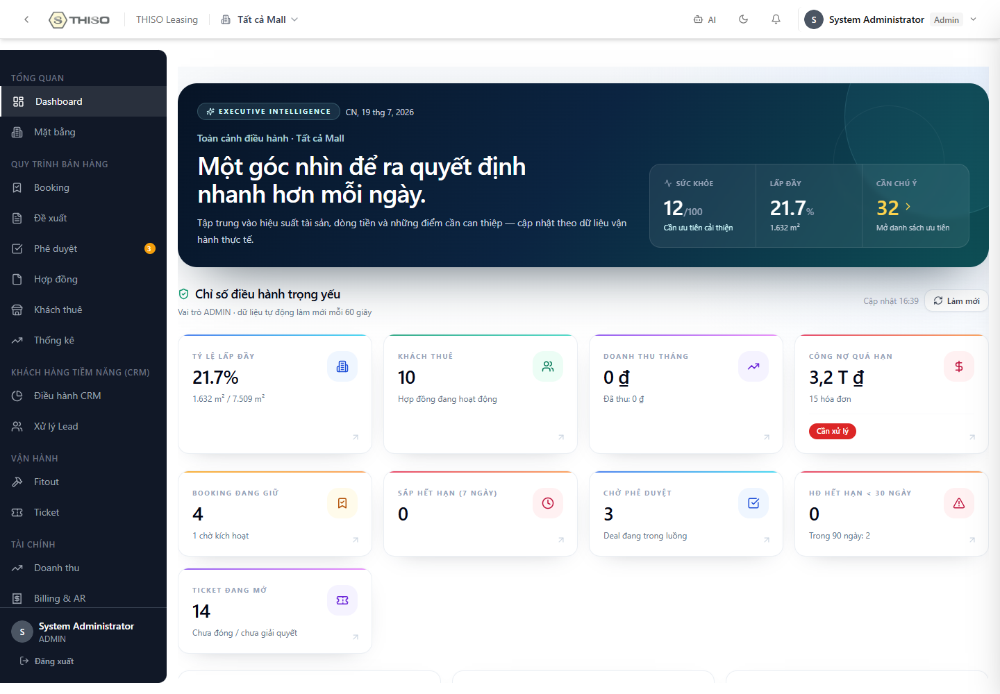 THISO
THISO Leasing
Tất cả Mall
AI
S
System Administrator
Admin
TỔNG QUAN
Dashboard
Mặt bằng
QUY TRÌNH BÁN HÀNG
Booking
Đề xuất
Phê duyệt
3
Hợp đồng
Khách thuê
Thống kê
KHÁCH HÀNG TIỀM NĂNG (CRM)
Điều hành CRM
Xử lý Lead
VẬN HÀNH
Fitout
Ticket
TÀI CHÍNH
Doanh thu
Billing & AR
S
System Administrator
ADMIN
Đăng xuất
EXECUTIVE INTELLIGENCE
CN, 19 thg 7, 2026
Toàn cảnh điều hành · Tất cả Mall
Một góc nhìn để ra quyết định
nhanh hơn mỗi ngày.
Tập trung vào hiệu suất tài sản, dòng tiền và những điểm cần can thiệp — cập nhật theo dữ liệu vận
hành thực tế.
SỨC KHỎE
12/100
Cần ưu tiên cải thiện
LẤP ĐẦY
21.7%
1.632 m²
CẦN CHÚ Ý
32
Mở danh sách ưu tiên
Chỉ số điều hành trọng yếu
Vai trò ADMIN · dữ liệu tự động làm mới mỗi 60 giây
Cập nhật 16:39
Làm mới
TỶ LỆ LẤP ĐẦY
21.7%
1.632 m² / 7.509 m²
KHÁCH THUÊ
10
Hợp đồng đang hoạt động
DOANH THU THÁNG
0 ₫
Đã thu: 0 ₫
CÔNG NỢ QUÁ HẠN
3,2 T ₫
15 hóa đơn
Cần xử lý
BOOKING ĐANG GIỮ
4
1 chờ kích hoạt
SẮP HẾT HẠN (7 NGÀY)
0
CHỜ PHÊ DUYỆT
3
Deal đang trong luồng
HĐ HẾT HẠN < 30 NGÀY
0
Trong 90 ngày: 2
TICKET ĐANG MỞ
14
Chưa đóng / chưa giải quyết